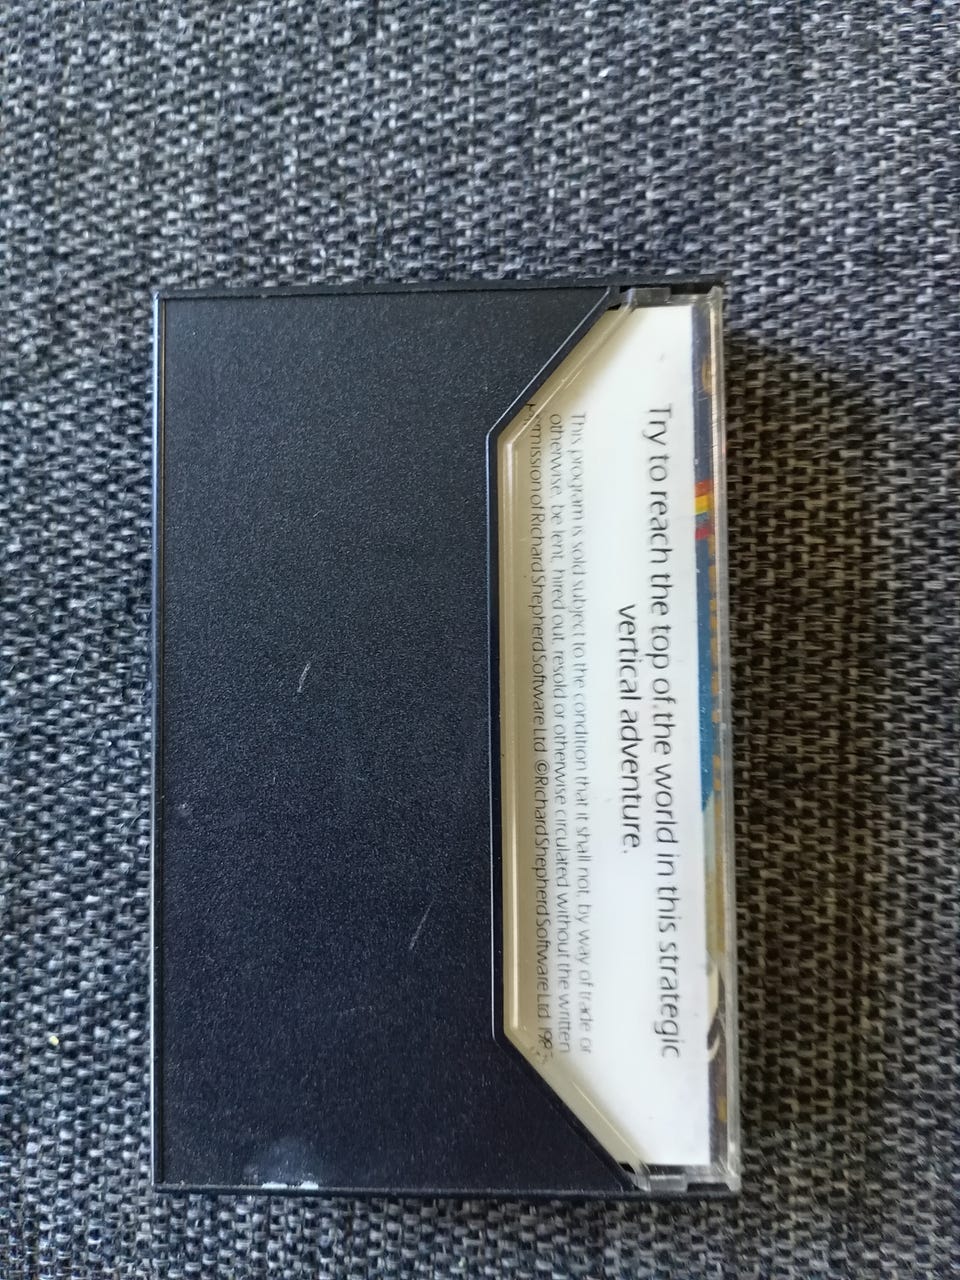 Try to reach the top of the world in this strategic
vertical adventure.
This program is sold subject to the condition that it shall not, by way of trade or
otherwise, be lent, hired out, resold or otherwise circulated without the written
permission of Richard Shepherd Software Ltd. ©Richard Shepherd Software Ltd.